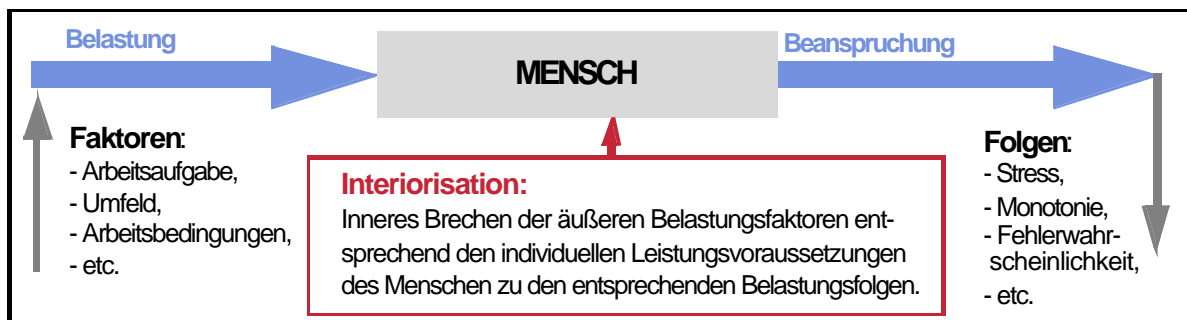 Belastung
MENSCH
Beanspruchung
Faktoren:
- Arbeitsaufgabe,
- Umfeld,
- Arbeitsbedingungen,
- etc.
Interiorisation:
Inneres Brechen der äußeren Belastungsfaktoren ent-
sprechend den individuellen Leistungsvoraussetzungen
des Menschen zu den entsprechenden Belastungsfolgen.
Folgen:
- Stress,
- Monotonie,
- Fehlerwahr-
scheinlichkeit,
- etc.